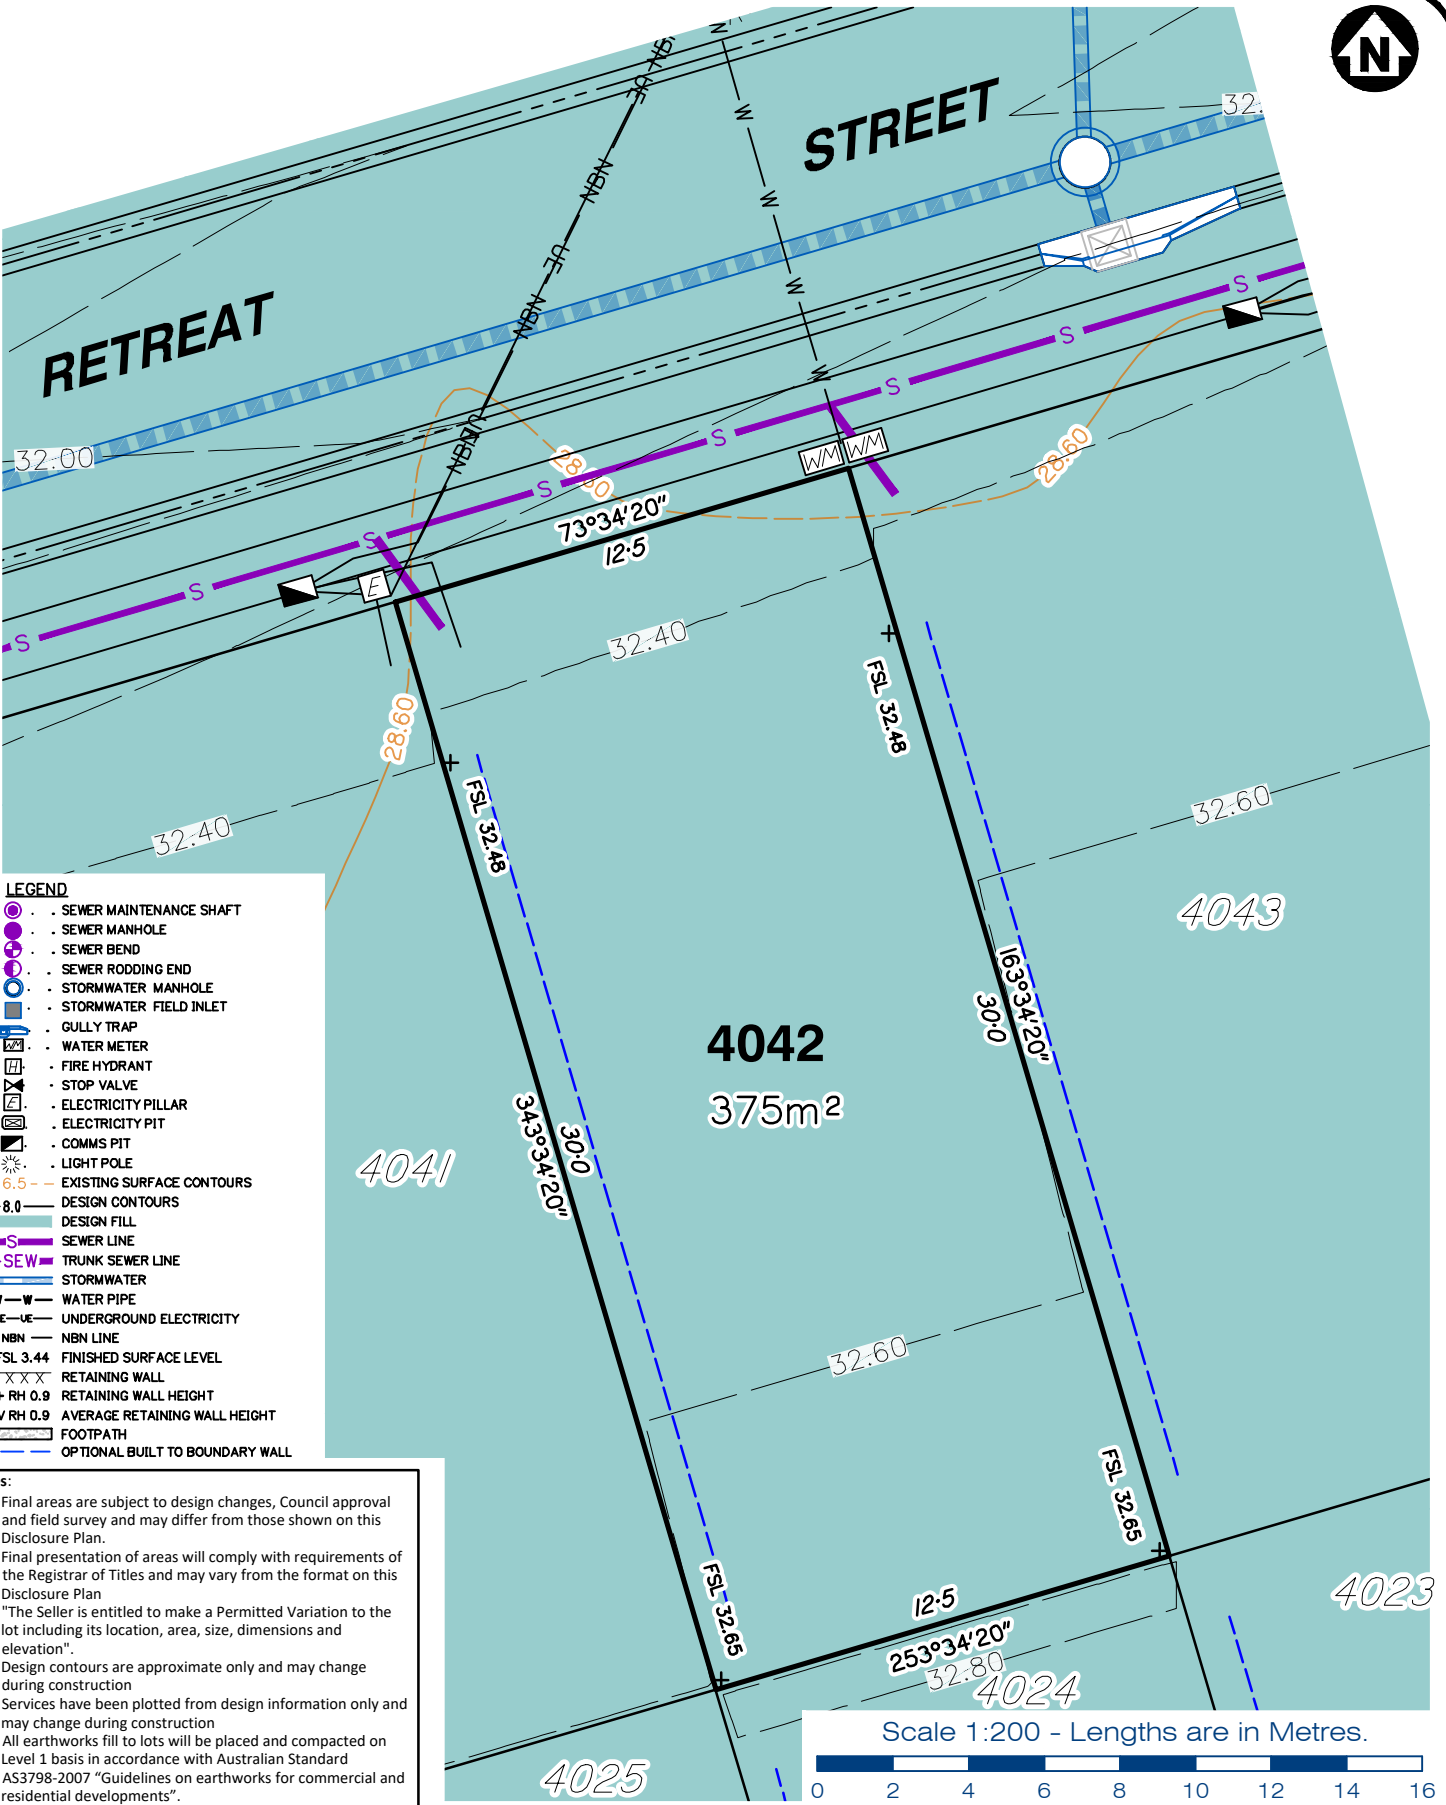 N
STREET
RETREAT
32.
32.00
NBN
UE
NBN
UE
NBN
NBN
W
W
W
W
W
S
S
S
S
S
S
S
S
WM
WM
E
28.60
28.60
28.60
73°34'20"
12·5
32.40
32.40
32.60
FSL 32.48
FSL 32.48
4043
163°34'20"
30·0
4042
375m²
343°34'20"
30·0
4041
32.60
FSL 32.65
FSL 32.65
12·5
253°34'20"
32.80
4023
4024
4025
LEGEND
SEWER MAINTENANCE SHAFT
SEWER MANHOLE
SEWER BEND
SEWER RODDING END
STORMWATER MANHOLE
STORMWATER FIELD INLET
GULLY TRAP
WM WATER METER
H FIRE HYDRANT
STOP VALVE
E ELECTRICITY PILLAR
ELECTRICITY PIT
COMMS PIT
LIGHT POLE
6.5 EXISTING SURFACE CONTOURS
8.0 DESIGN CONTOURS
DESIGN FILL
S SEWER LINE
SEW TRUNK SEWER LINE
STORMWATER
W WATER PIPE
UE UNDERGROUND ELECTRICITY
NBN NBN LINE
FSL 3.44 FINISHED SURFACE LEVEL
X X X RETAINING WALL
+ RH 0.9 RETAINING WALL HEIGHT
RH 0.9 AVERAGE RETAINING WALL HEIGHT
FOOTPATH
OPTIONAL BUILT TO BOUNDARY WALL
s:
Final areas are subject to design changes, Council approval
and field survey and may differ from those shown on this
Disclosure Plan.
Final presentation of areas will comply with requirements of
the Registrar of Titles and may vary from the format on this
Disclosure Plan
"The Seller is entitled to make a Permitted Variation to the
lot including its location, area, size, dimensions and
elevation".
Design contours are approximate only and may change
during construction
Services have been plotted from design information only and
may change during construction
All earthworks fill to lots will be placed and compacted on
Level 1 basis in accordance with Australian Standard
AS3798-2007 “Guidelines on earthworks for commercial and
residential developments”.
Scale 1:200 - Lengths are in Metres.
0 2 4 6 8 10 12 14 16